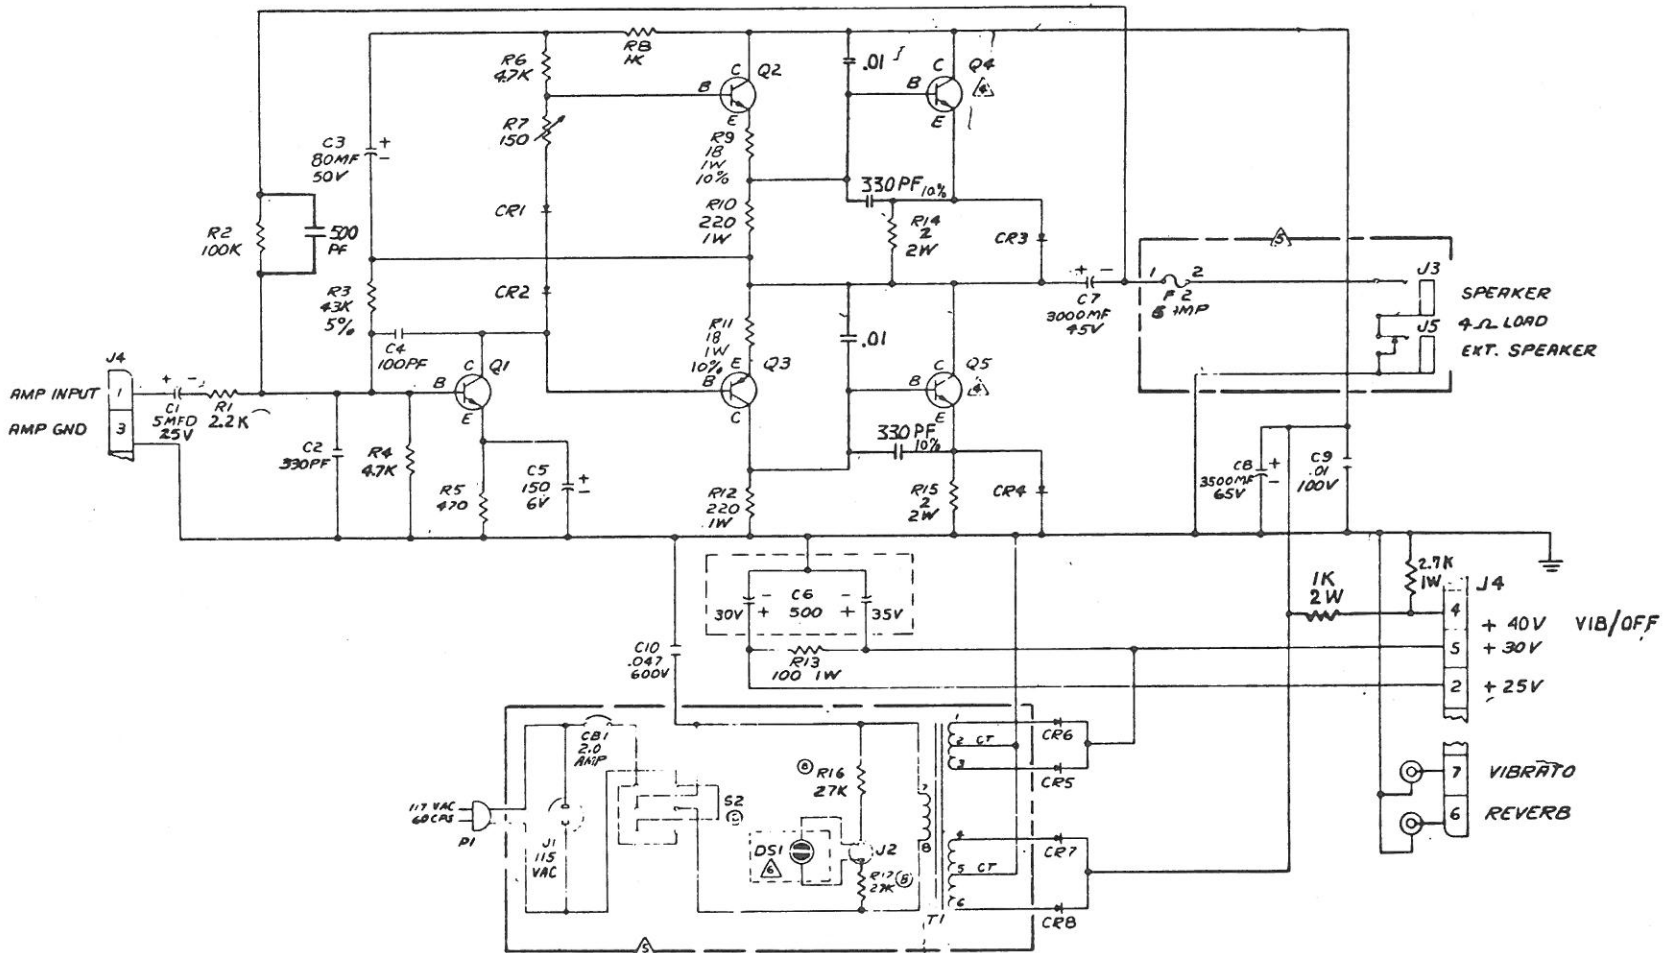 R8
1K
R6
4.7K
C
Q2
B
E
.01
C
Q4
B
4
E
R7
150
C3
80MF
50V
+
-
R9
18
1W
10%
330PF 10%
CR1
R10
220
1W
R14
2
2W
CR3
R2
100K
500
PF
5
R3
43K
5%
CR2
+ -
C7
3000MF
45V
1 2
F2
J3
SPEAKER
4Ω LOAD
J5
EXT. SPEAKER
R11
18
1W
10%
.01
C4
100PF
J4
C
Q1
B
E
E
Q3
B
C
C
Q5
B
4
E
AMP INPUT
1
+ -
C1
5MFD
25V
R1
2.2K
AMP GND
3
330PF
10%
C2
330PF
R4
4.7K
R5
470
C5
150
6V
+
-
R12
220
1W
R15
2
2W
CR4
C8
3500MF
65V
+
-
C9
.01
100V
2.7K
1W
J4
1K
2W
30V
-
+
C6
500
-
+
35V
4
+ 40V VIB/OFF
5
+ 30V
2
+ 25V
C10
.047
600V
R13
100 1W
CB1
2.0
AMP
1
2 CT
3
CR6
CR5
B R16
27K
7
8
117 VAC
60CPS
P1
J1
115
VAC
S2
DS1
6
J2
R17
27K
B
4
5 CT
6
CR7
CR8
T1
5
7
VIBRATO
6
REVERB